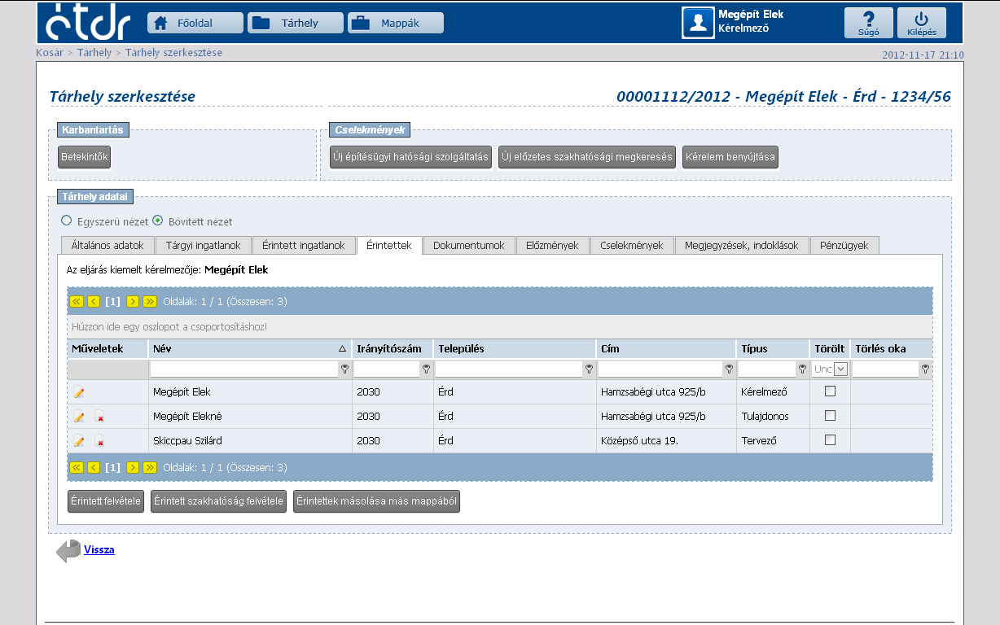 étdr
Főoldal
Tárhely
Mappák
Megépít Elek
Kérelmező
?
Súgó
Kilépés
Kosár > Tárhely > Tárhely szerkesztése
2012-11-17 21:10
Tárhely szerkesztése
00001112/2012 - Megépít Elek - Érd - 1234/56
Karbantartás
Betekintők
Cselekmények
Új építésügyi hatósági szolgáltatás
Új előzetes szakhatósági megkeresés
Kérelem benyújtása
Tárhely adatai
Egyszerű nézet
Bővített nézet
Általános adatok
Tárgyi ingatlanok
Érintett ingatlanok
Érintettek
Dokumentumok
Előzmények
Cselekmények
Megjegyzések, indoklások
Pénzügyek
Az eljárás kiemelt kérelmezője: Megépít Elek
[1] Oldalak: 1 / 1 (Összesen: 3)
Húzzon ide egy oszlopot a csoportosításhoz!
Műveletek Név Irányítószám Település Cím Típus Törölt Törlés oka
Unc
Megépít Elek 2030 Érd Hamzsabégi utca 925/b Kérelmező
Megépít Elekné 2030 Érd Hamzsabégi utca 925/b Tulajdonos
Skiccpau Szilárd 2030 Érd Középső utca 19. Tervező
[1] Oldalak: 1 / 1 (Összesen: 3)
Érintett felvétele
Érintett szakhatóság felvétele
Érintettek másolása más mappából
Vissza